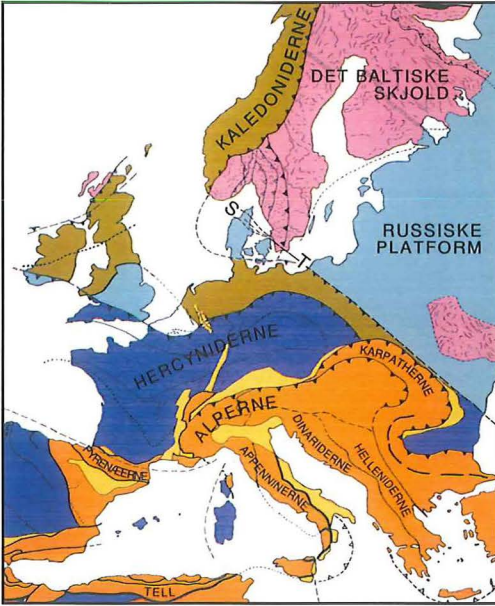 KALEDONIDERNE
DET BALTISKE
SKJOLD
S
T
RUSSISKE
PLATFORM
HERCYNIDERNE
KARPATHERNE
ALPERNE
PYRENÆERNE
APPENNINERNE
DINARIDERNE
HELLENIDERNE
TELL